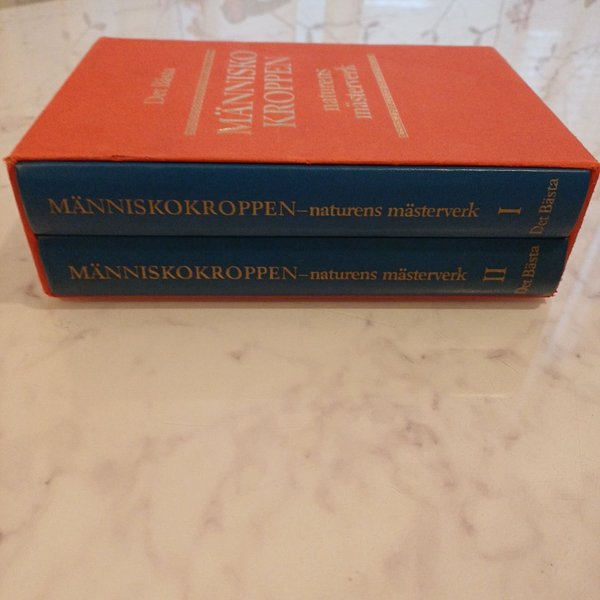 Det Bästa
MÄNNISKO
KROPPEN
naturens
mästerverk
MÄNNISKOKROPPEN–naturens mästerverk I Det Bästa
MÄNNISKOKROPPEN–naturens mästerverk II Det Bästa